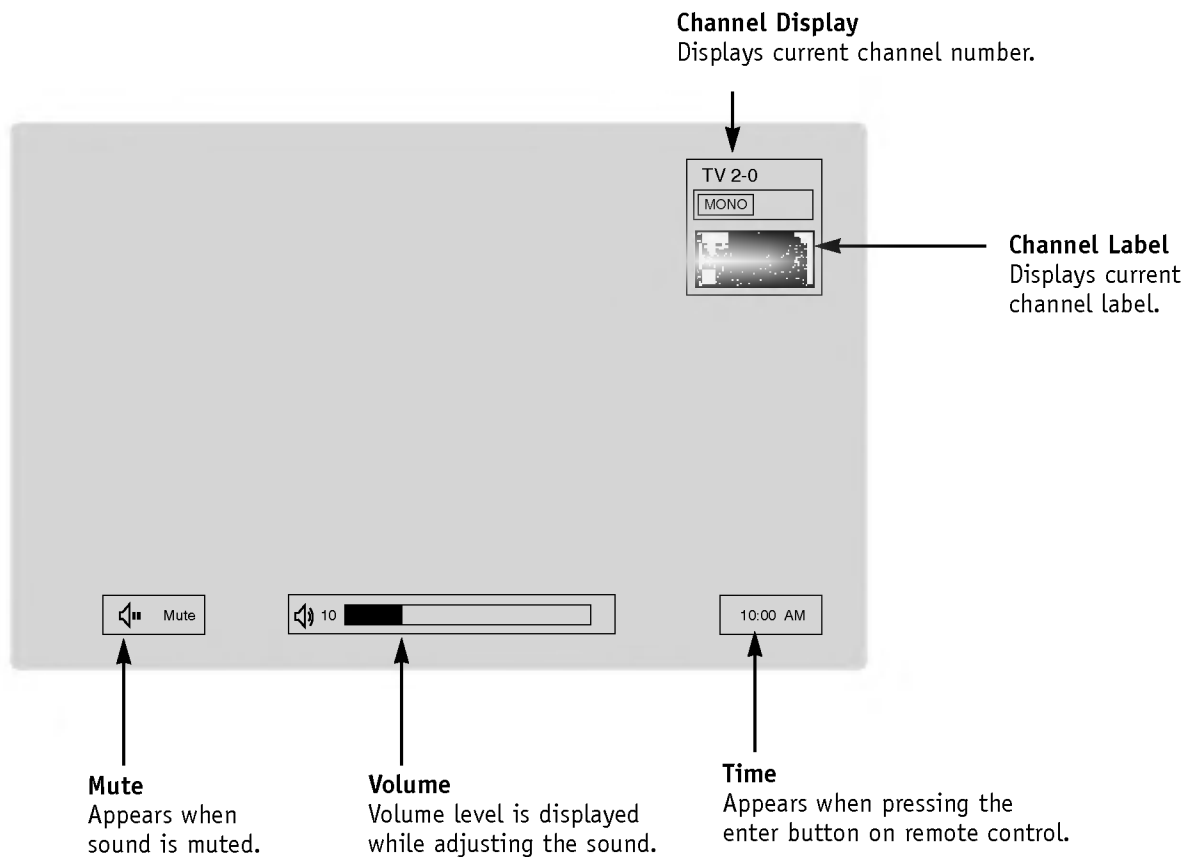 Channel Display
Displays current channel number.
TV 2-0
MONO
Channel Label
Displays current
channel label.
Mute
10
10:00 AM
Mute
Appears when
sound is muted.
Volume
Volume level is displayed
while adjusting the sound.
Time
Appears when pressing the
enter button on remote control.